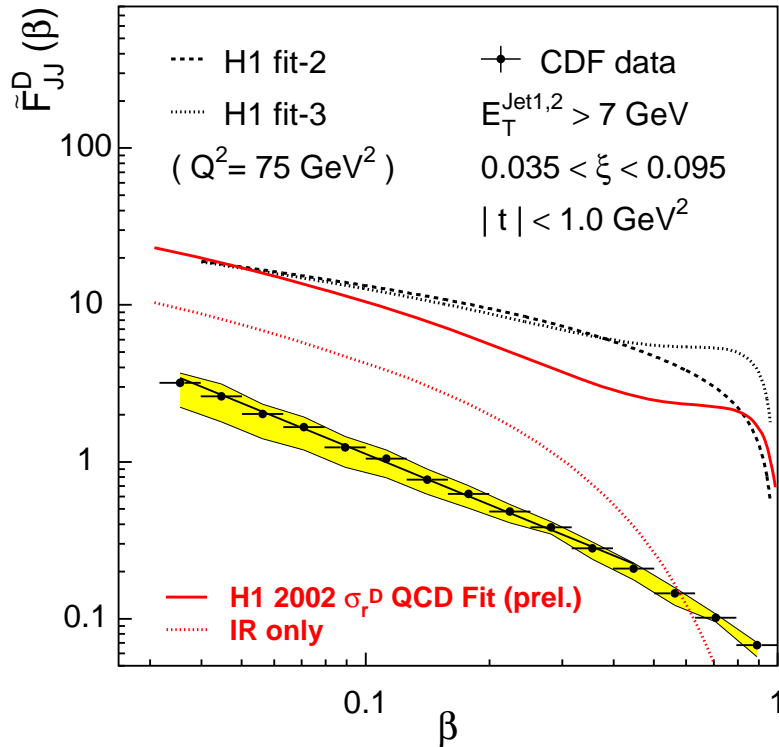 F̃ᴰJJ (β)
100
10
1
0.1
H1 fit-2
H1 fit-3
( Q²= 75 GeV² )
CDF data
E_T^Jet1,2 > 7 GeV
0.035 < ξ < 0.095
| t | < 1.0 GeV²
H1 2002 σ_r^D QCD Fit (prel.)
IR only
0.1
1
β